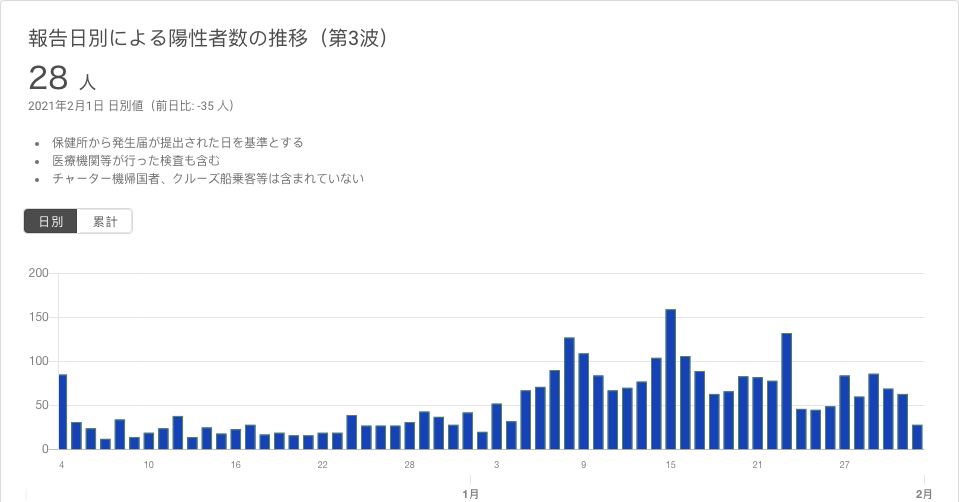 報告日別による陽性者数の推移（第3波）
28 人
2021年2月1日 日別値（前日比: -35 人）
保健所から発生届が提出された日を基準とする
医療機関等が行った検査も含む
チャーター機帰国者、クルーズ船乗客等は含まれていない
日別 累計
200
150
100
50
0
4 10 16 22 28 3 9 15 21 27
1月 2月